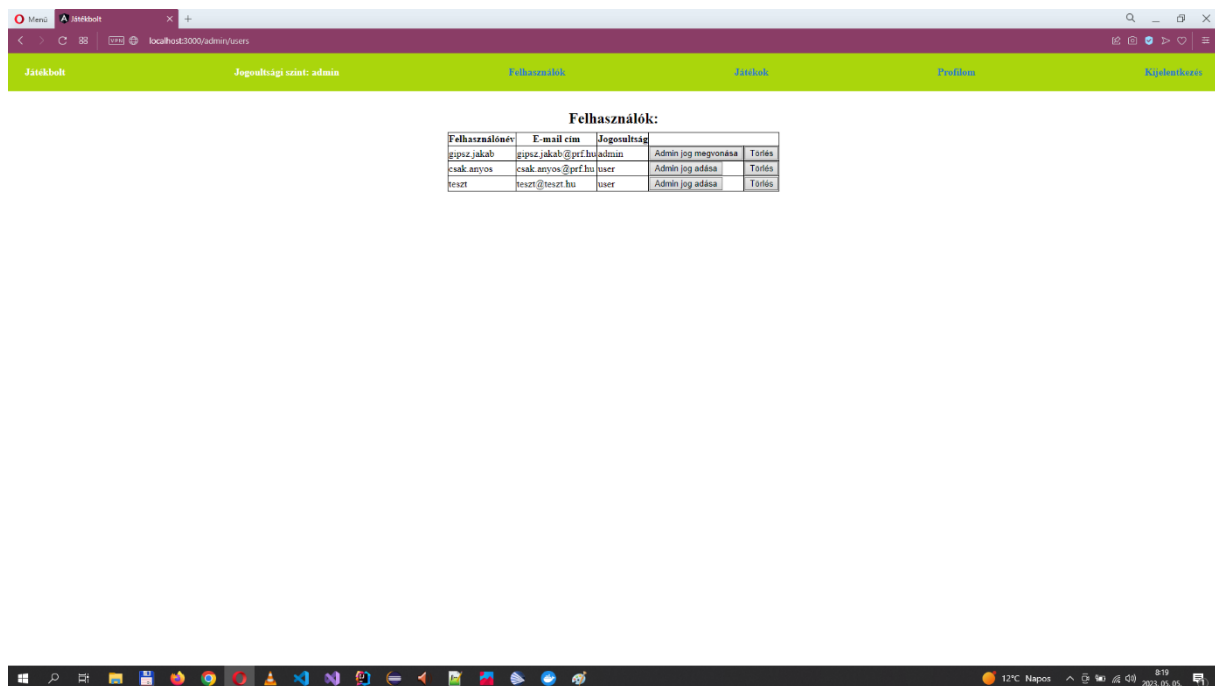 Menü Játékbolt
VPN localhost:3000/admin/users
Játékbolt Jogoultsági szint: admin Felhasználók Játékok Profilom Kijelentkezés
Felhasználók:
Felhasználónév E-mail cím Jogosultság
gipsz.jakab gipsz.jakab@prf.hu admin Admin jog megvonása Törlés
csak.anyos csak.anyos@prf.hu user Admin jog adása Törlés
teszt teszt@teszt.hu user Admin jog adása Törlés
12°C Napos 8:19
2023. 05. 05.